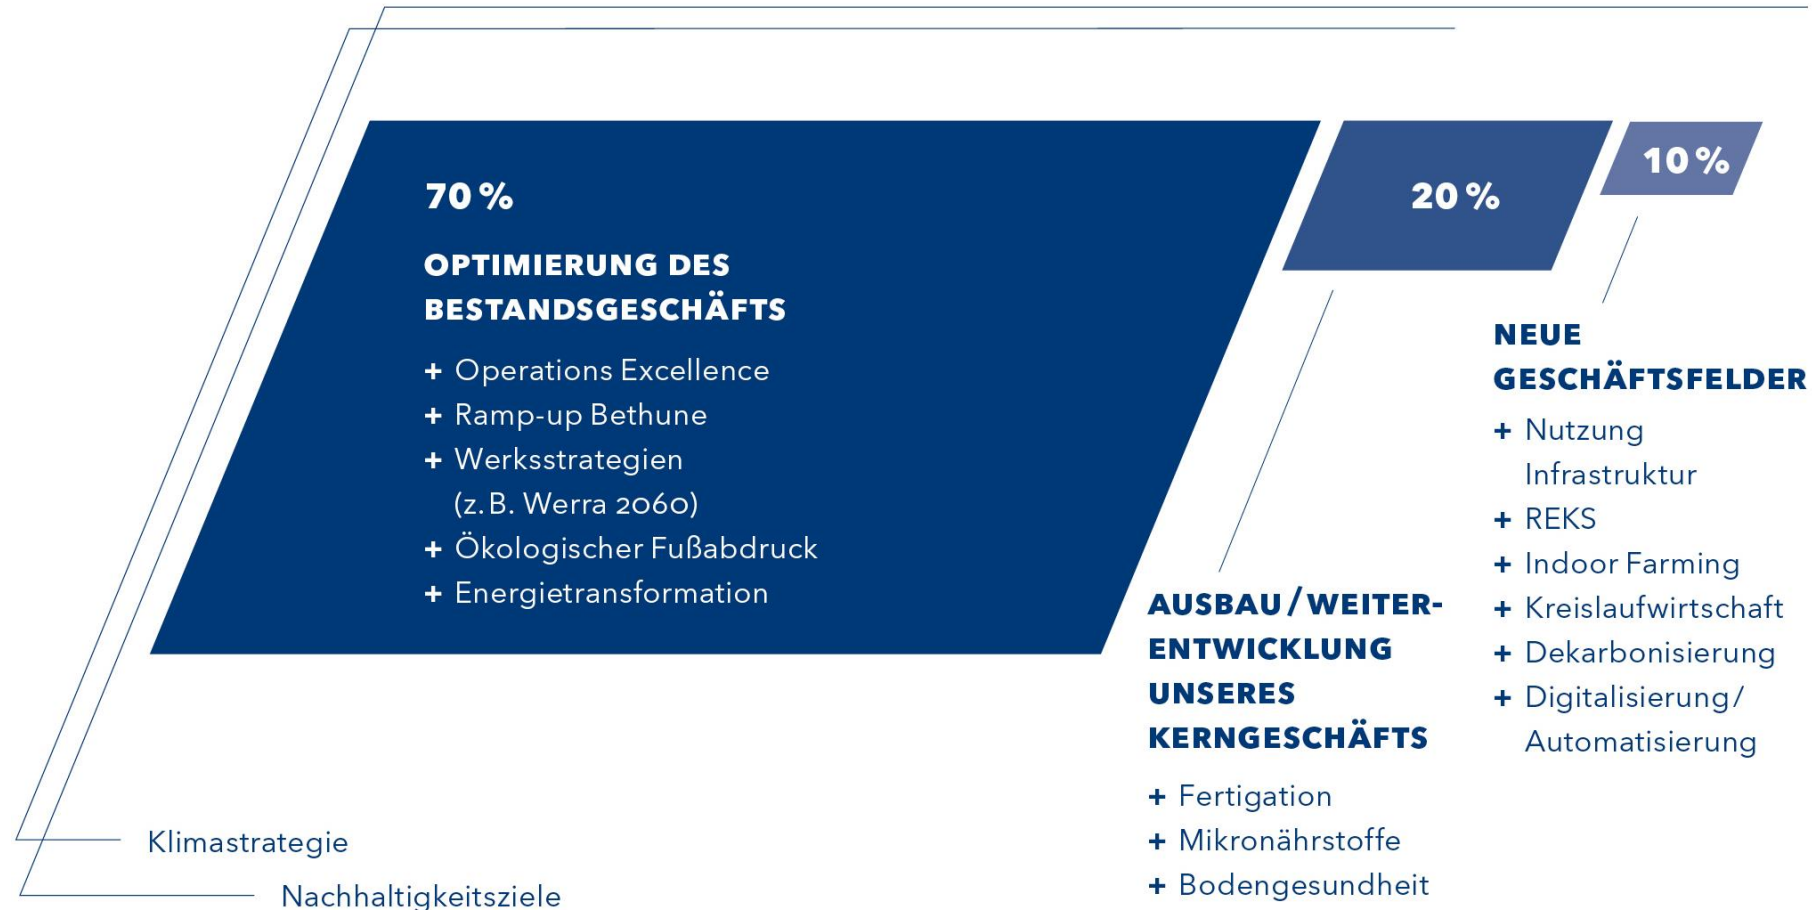 70 %
OPTIMIERUNG DES
BESTANDSGESCHÄFTS
+ Operations Excellence
+ Ramp-up Bethune
+ Werksstrategien
(z. B. Werra 2060)
+ Ökologischer Fußabdruck
+ Energietransformation
20 %
AUSBAU / WEITER-
ENTWICKLUNG
UNSERES
KERNGESCHÄFTS
+ Fertigation
+ Mikronährstoffe
+ Bodengesundheit
10 %
NEUE
GESCHÄFTSFELDER
+ Nutzung
Infrastruktur
+ REKS
+ Indoor Farming
+ Kreislaufwirtschaft
+ Dekarbonisierung
+ Digitalisierung /
Automatisierung
Klimastrategie
Nachhaltigkeitsziele